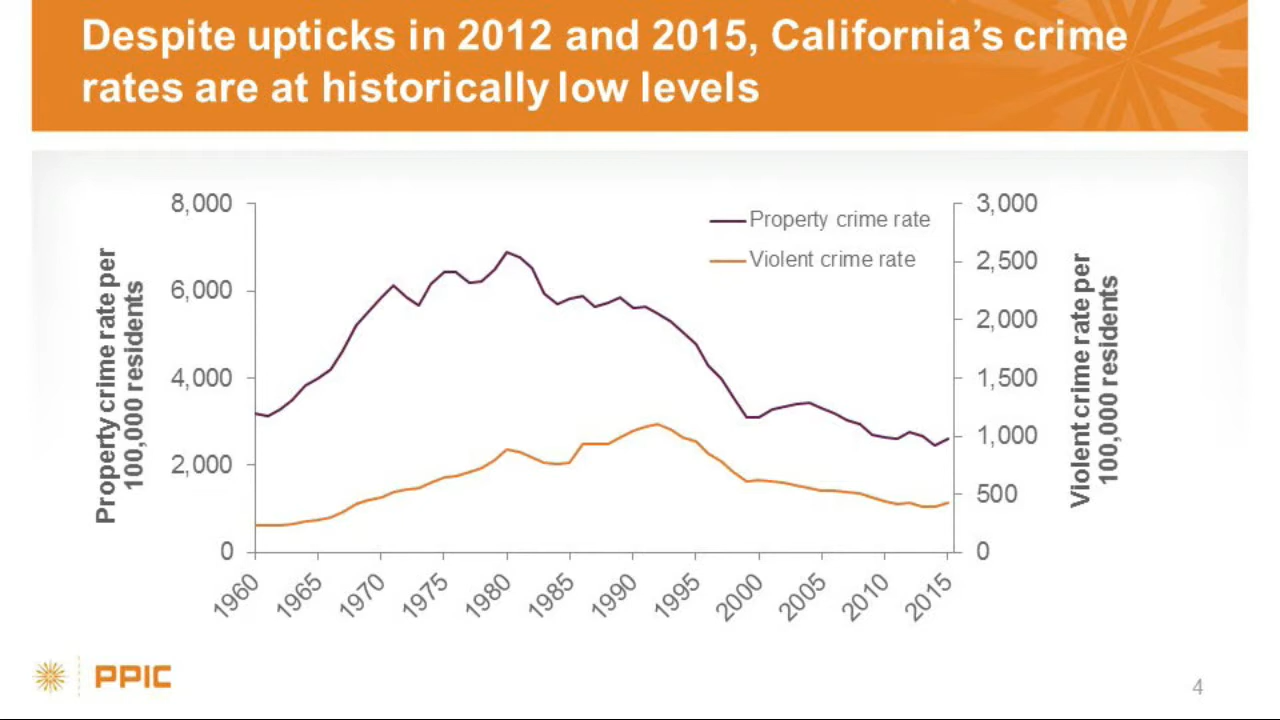 Despite upticks in 2012 and 2015, California’s crime
rates are at historically low levels
Property crime rate per
100,000 residents
8,000
6,000
4,000
2,000
0
Property crime rate
Violent crime rate
3,000
2,500
2,000
1,500
1,000
500
0
Violent crime rate per
100,000 residents
1960
1965
1970
1975
1980
1985
1990
1995
2000
2005
2010
2015
PPIC
4